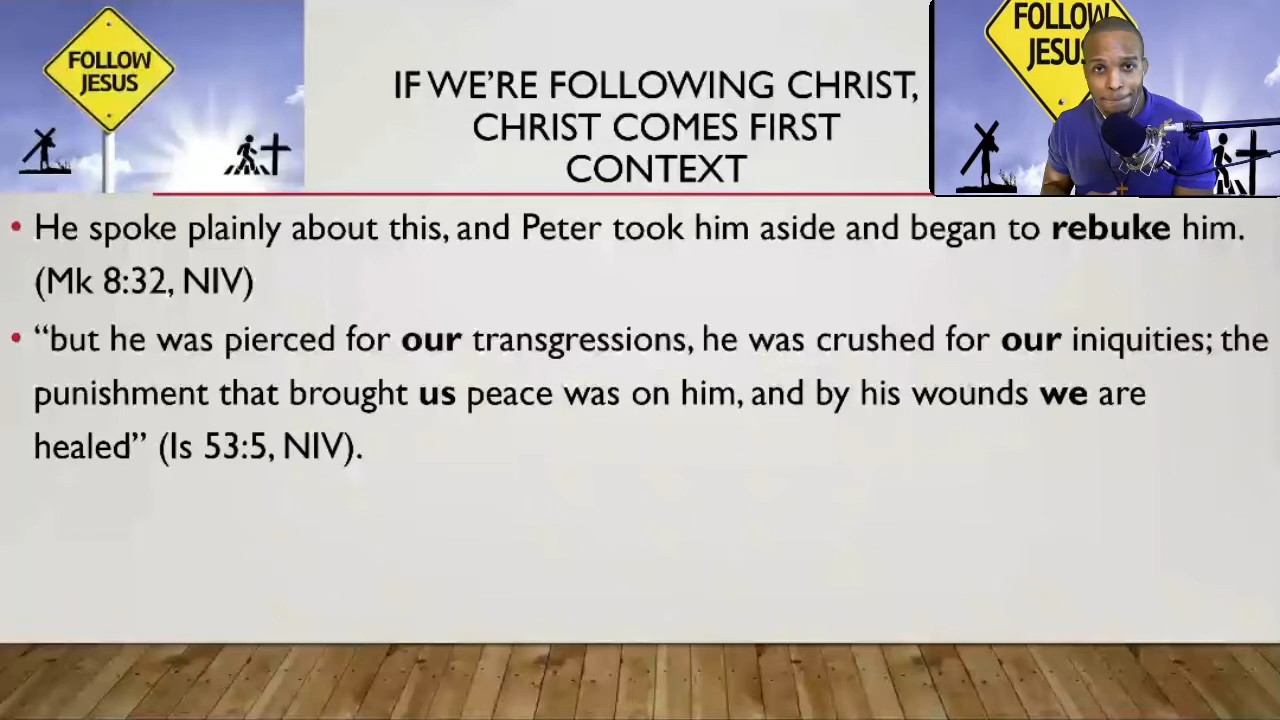 FOLLOW
JESUS
IF WE'RE FOLLOWING CHRIST,
CHRIST COMES FIRST
CONTEXT
FOLLOW
JESUS
• He spoke plainly about this, and Peter took him aside and began to rebuke him.
(Mk 8:32, NIV)
• “but he was pierced for our transgressions, he was crushed for our iniquities; the
punishment that brought us peace was on him, and by his wounds we are
healed” (Is 53:5, NIV).